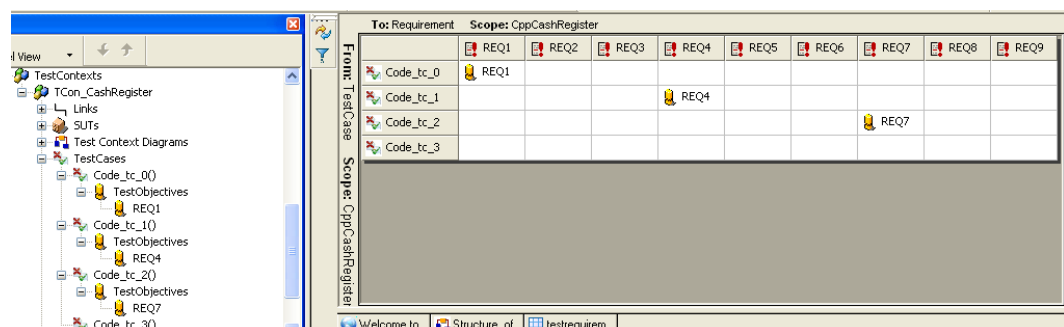 To: Requirement Scope: CppCashRegister
l View
TestContexts
TCon_CashRegister
Links
SUTs
Test Context Diagrams
TestCases
Code_tc_0()
TestObjectives
REQ1
Code_tc_1()
TestObjectives
REQ4
Code_tc_2()
TestObjectives
REQ7
Code_tc_3()
From: TestCase Scope: CppCashRegister
REQ1 REQ2 REQ3 REQ4 REQ5 REQ6 REQ7 REQ8 REQ9
Code_tc_0 REQ1
Code_tc_1 REQ4
Code_tc_2 REQ7
Code_tc_3
Welcome to Structure_of testrequirem